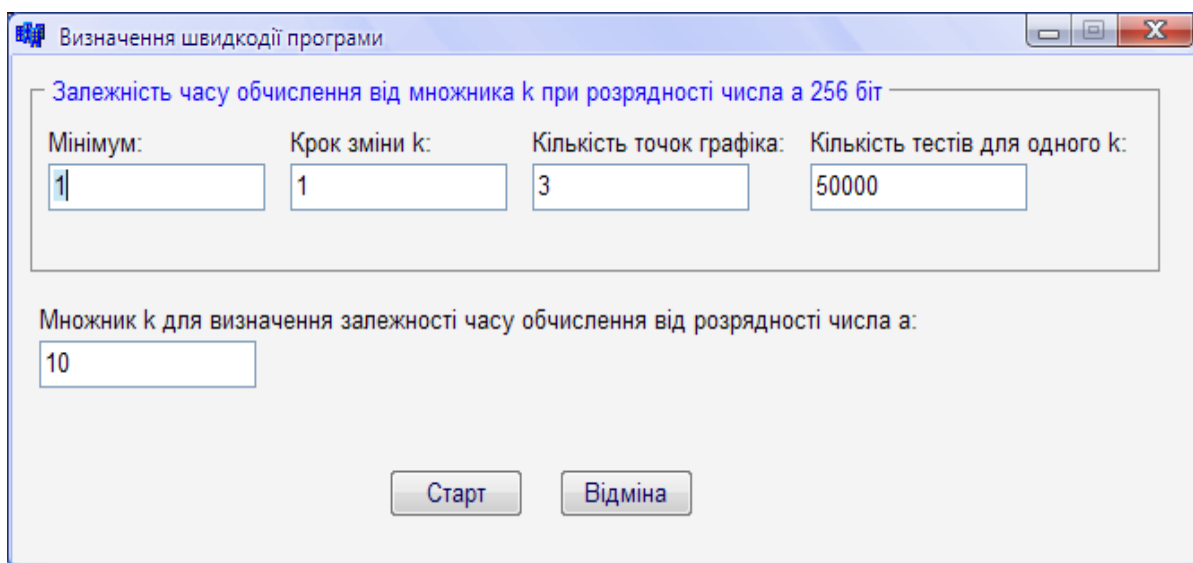 Визначення швидкодії програми
Залежність часу обчислення від множника k при розрядності числа a 256 біт
Мінімум: Крок зміни k: Кількість точок графіка: Кількість тестів для одного k:
1 1 3 50000
Множник k для визначення залежності часу обчислення від розрядності числа a:
10
Старт Відміна